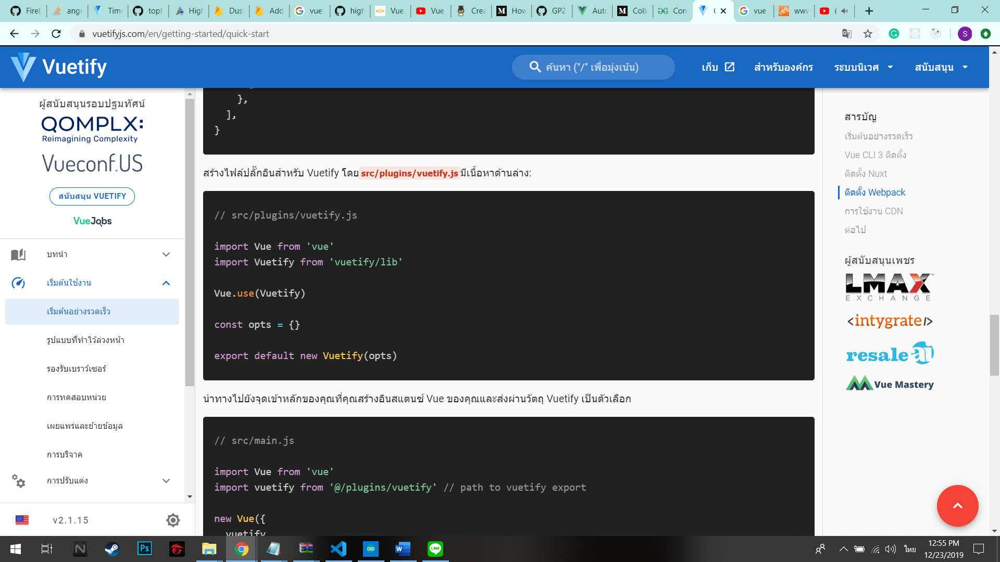 Fireb
angu
Time
topb
High
Dust
Add
vue
high
Vue.
Vue
Crea
How
GP2
Auto
Colle
Con
vue
www
vuetifyjs.com/en/getting-started/quick-start
S
Vuetify
ค้นหา ("/" เพื่อมุ่งเน้น)
เก็บ
สำหรับองค์กร
ระบบนิเวศ
สนับสนุน
ผู้สนับสนุนรอบปฐมทัศน์
QOMPLX:
Reimagining Complexity
Vueconf.US
สนับสนุน VUETIFY
VueJobs
บทนำ
เริ่มต้นใช้งาน
เริ่มต้นอย่างรวดเร็ว
รูปแบบที่ทำไว้ล่วงหน้า
รองรับเบราว์เซอร์
การทดสอบหน่วย
เผยแพร่และย้ายข้อมูล
การบริจาค
การปรับแต่ง
v2.1.15
},
],
}
สร้างไฟล์ปลั๊กอินสำหรับ Vuetify โดย src/plugins/vuetify.js มีเนื้อหาด้านล่าง:
// src/plugins/vuetify.js
import Vue from 'vue'
import Vuetify from 'vuetify/lib'
Vue.use(Vuetify)
const opts = {}
export default new Vuetify(opts)
นำทางไปยังจุดเข้าหลักของคุณที่คุณสร้างอินสแตนซ์ Vue ของคุณและส่งผ่านวัตถุ Vuetify เป็นตัวเลือก
// src/main.js
import Vue from 'vue'
import vuetify from '@/plugins/vuetify' // path to vuetify export
new Vue({
vuetify
สารบัญ
เริ่มต้นอย่างรวดเร็ว
Vue CLI 3 ติดตั้ง
ติดตั้ง Nuxt
ติดตั้ง Webpack
การใช้งาน CDN
ต่อไป
ผู้สนับสนุนเพชร
LMAX
EXCHANGE
<intygrate/>
resale
Vue Mastery
ไทย
12:55 PM
12/23/2019